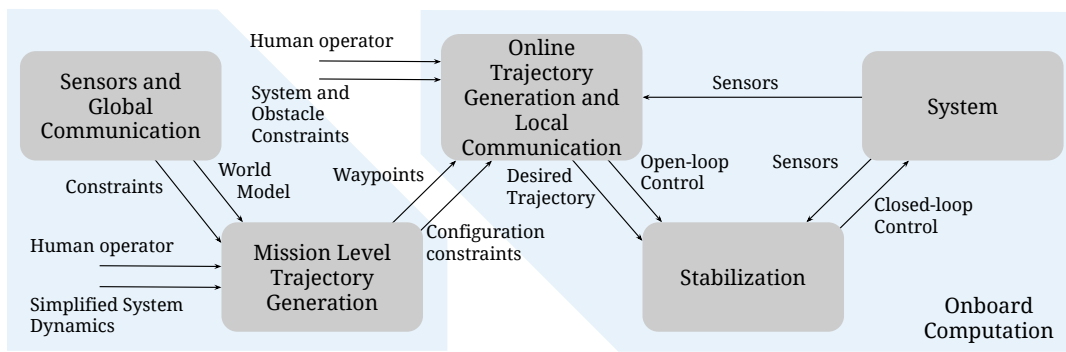 Sensors and
Global
Communication
Human operator
System and
Obstacle
Constraints
Online
Trajectory
Generation and
Local
Communication
Sensors
System
Constraints
World
Model
Waypoints
Desired
Trajectory
Open-loop
Control
Sensors
Closed-loop
Control
Human operator
Simplified System
Dynamics
Mission Level
Trajectory
Generation
Configuration
constraints
Stabilization
Onboard
Computation